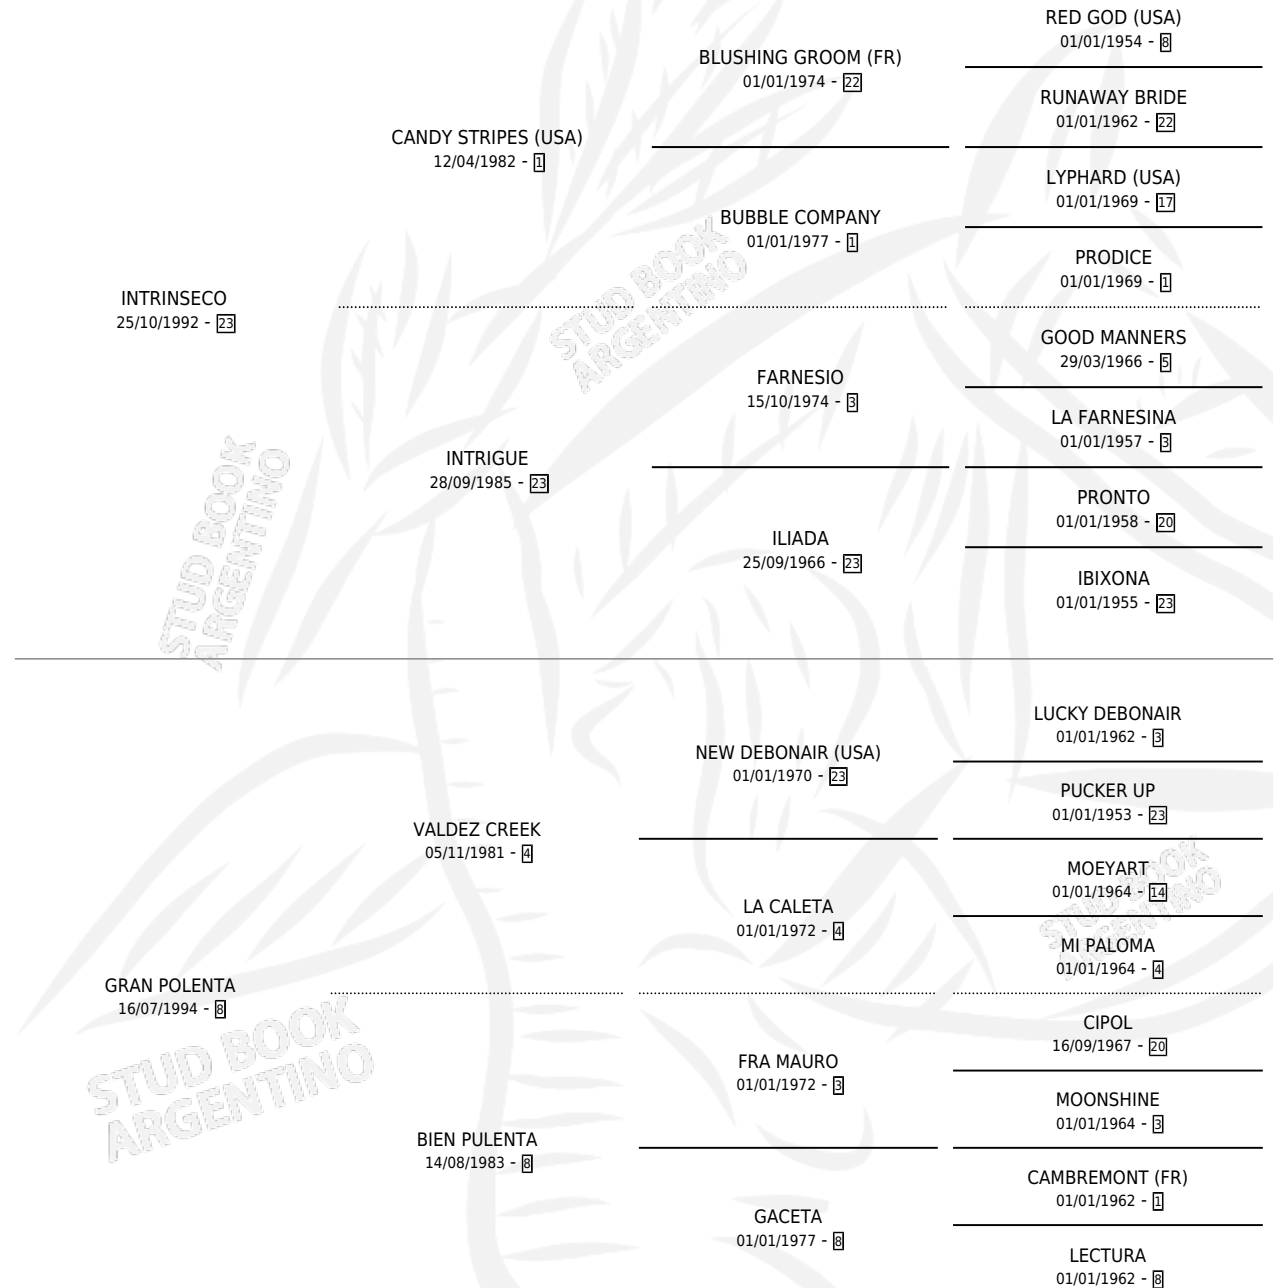 RED GOD (USA)
01/01/1954 - 8
BLUSHING GROOM (FR)
01/01/1974 - 22
RUNAWAY BRIDE
01/01/1962 - 22
CANDY STRIPES (USA)
12/04/1982 - 1
LYPHARD (USA)
01/01/1969 - 17
BUBBLE COMPANY
01/01/1977 - 1
PRODICE
01/01/1969 - 1
INTRINSECO
25/10/1992 - 23
STUD BOOK
ARGENTINO
GOOD MANNERS
29/03/1966 - 5
FARNESIO
15/10/1974 - 3
LA FARNESINA
01/01/1957 - 3
INTRIGUE
28/09/1985 - 23
PRONTO
01/01/1958 - 20
ILIADA
25/09/1966 - 23
IBIXONA
01/01/1955 - 23
STUD BOOK
ARGENTINO
LUCKY DEBONAIR
01/01/1962 - 3
NEW DEBONAIR (USA)
01/01/1970 - 23
PUCKER UP
01/01/1953 - 23
VALDEZ CREEK
05/11/1981 - 4
MOEYART
01/01/1964 - 14
LA CALETA
01/01/1972 - 4
STUD BOOK
ARGENTINO
MI PALOMA
01/01/1964 - 4
GRAN POLENTA
16/07/1994 - 8
CIPOL
16/09/1967 - 20
FRA MAURO
01/01/1972 - 3
MOONSHINE
01/01/1964 - 3
STUD BOOK
ARGENTINO
BIEN PULENTA
14/08/1983 - 8
CAMBREMONT (FR)
01/01/1962 - 1
GACETA
01/01/1977 - 8
LECTURA
01/01/1962 - 8